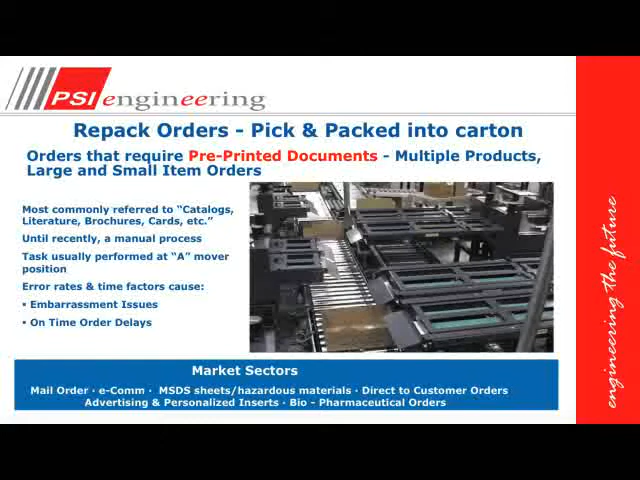 PSI engineering
Repack Orders - Pick & Packed into carton
Orders that require Pre-Printed Documents - Multiple Products,
Large and Small Item Orders
Most commonly referred to “Catalogs,
Literature, Brochures, Cards, etc.”
Until recently, a manual process
Task usually performed at “A” mover
position
Error rates & time factors cause:
▪ Embarrassment Issues
▪ On Time Order Delays
Market Sectors
Mail Order · e-Comm · MSDS sheets/hazardous materials · Direct to Customer Orders
Advertising & Personalized Inserts · Bio - Pharmaceutical Orders
engineering the future